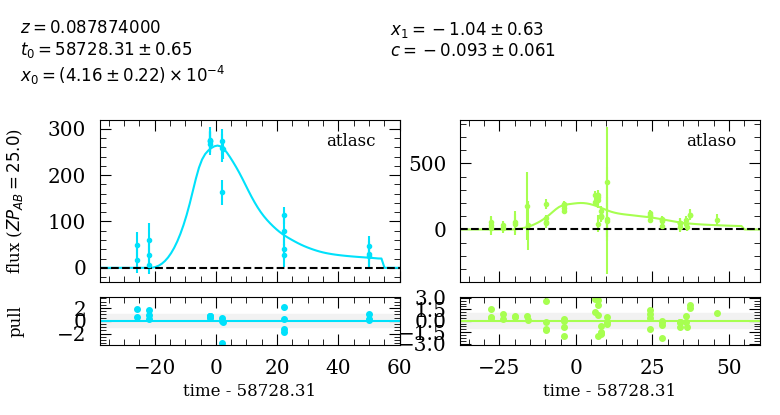 z = 0.087874000
t₀ = 58728.31 ± 0.65
x₀ = (4.16 ± 0.22) × 10⁻⁴
x₁ = −1.04 ± 0.63
c = −0.093 ± 0.061
flux (ZP_AB = 25.0)
300
200
100
0
atlasc
500
0
atlaso
pull
2
0
−2
−20
0
20
40
60
time - 58728.31
3.0
1.5
0.0
−1.5
−3.0
−25
0
25
50
time - 58728.31